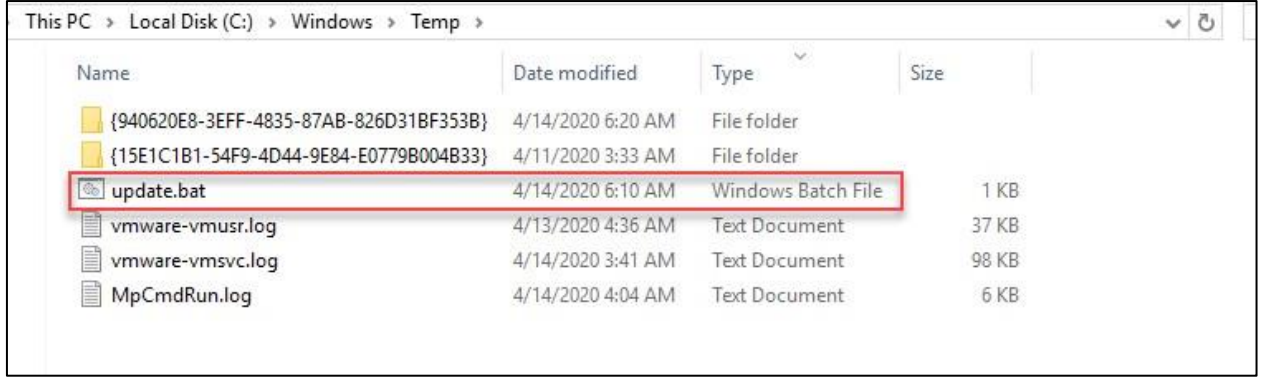 This PC > Local Disk (C:) > Windows > Temp >
Name Date modified Type Size
{940620E8-3EFF-4835-87AB-826D31BF353B} 4/14/2020 6:20 AM File folder
{15E1C1B1-54F9-4D44-9E84-E0779B004B33} 4/11/2020 3:33 AM File folder
update.bat 4/14/2020 6:10 AM Windows Batch File 1 KB
vmware-vmusr.log 4/13/2020 4:36 AM Text Document 37 KB
vmware-vmsvc.log 4/14/2020 3:41 AM Text Document 98 KB
MpCmdRun.log 4/14/2020 4:04 AM Text Document 6 KB